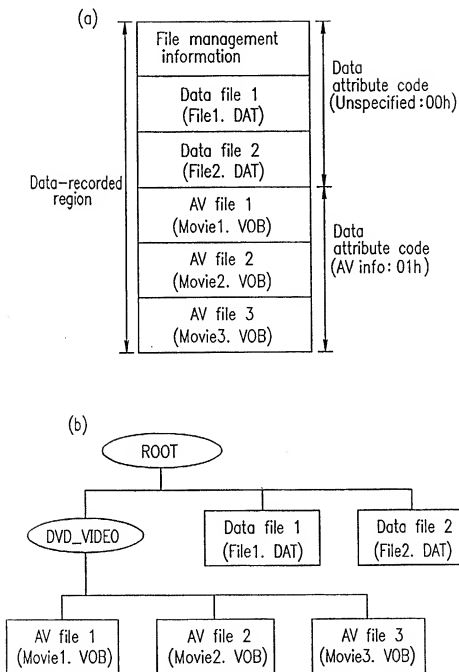 (a)
File management
information
Data file 1
(File1. DAT)
Data file 2
(File2. DAT)
AV file 1
(Movie1. VOB)
AV file 2
(Movie2. VOB)
AV file 3
(Movie3. VOB)
Data-recorded
region
Data
attribute code
(Unspecified:00h)
Data
attribute code
(AV info:01h)
(b)
ROOT
DVD_VIDEO
Data file 1
(File1. DAT)
Data file 2
(File2. DAT)
AV file 1
(Movie1. VOB)
AV file 2
(Movie2. VOB)
AV file 3
(Movie3. VOB)